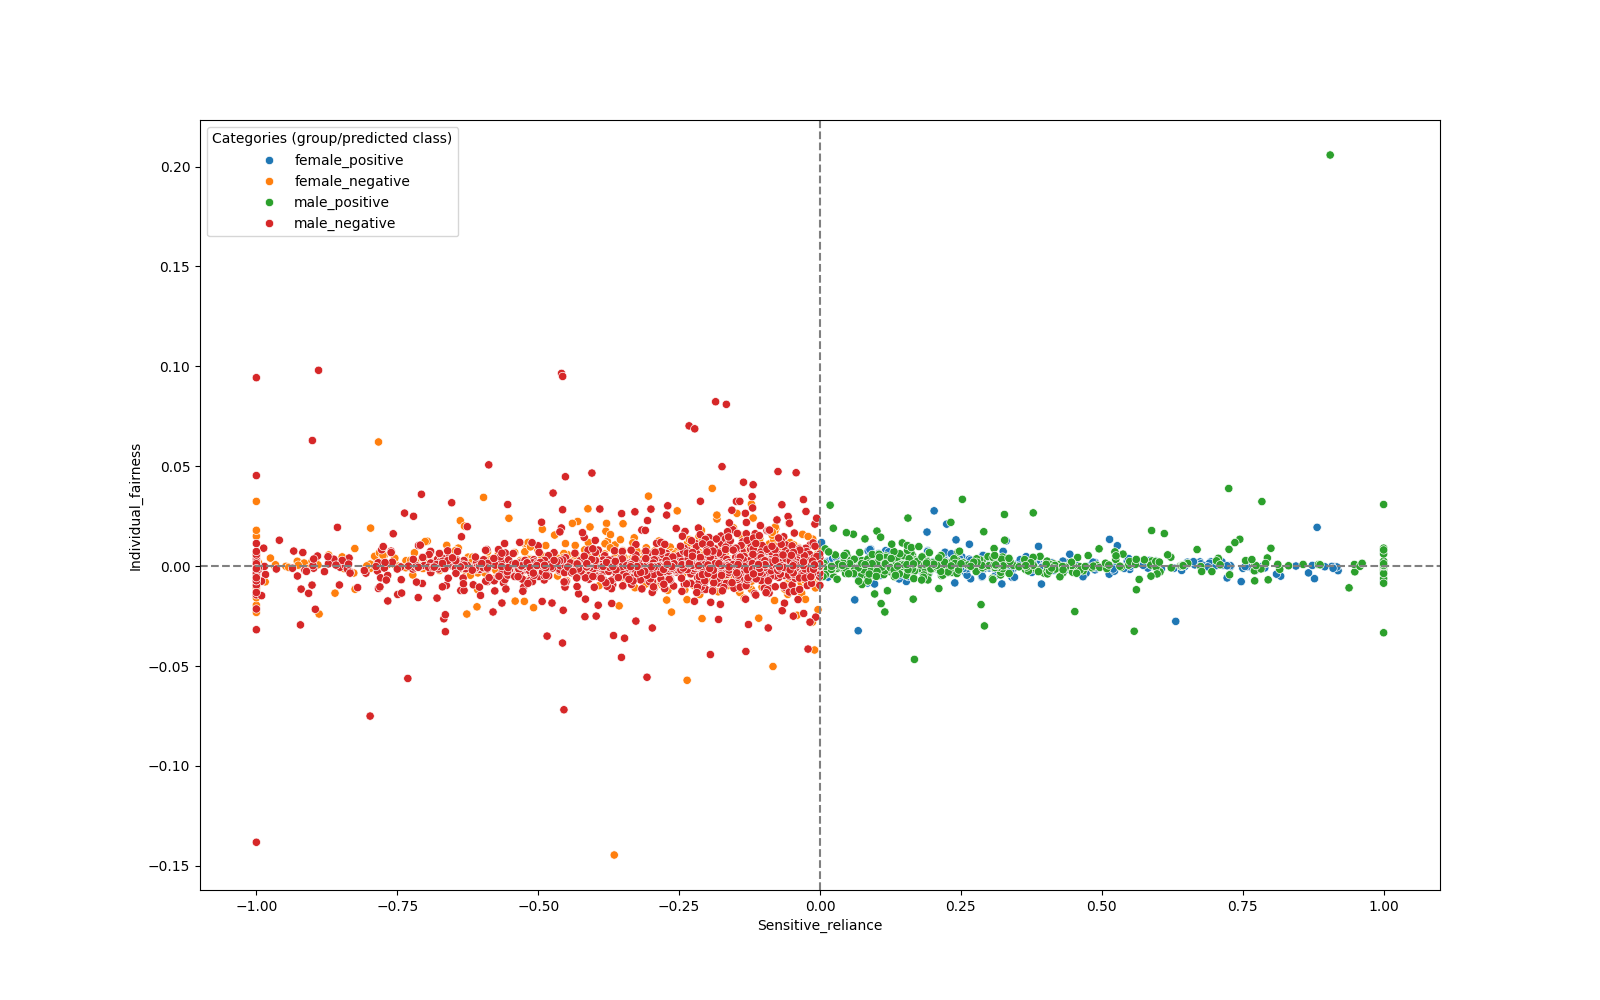 Categories (group/predicted class)
female_positive
female_negative
male_positive
male_negative
0.20
0.15
0.10
0.05
0.00
−0.05
−0.10
−0.15
Individual_fairness
−1.00 −0.75 −0.50 −0.25 0.00 0.25 0.50 0.75 1.00
Sensitive_reliance